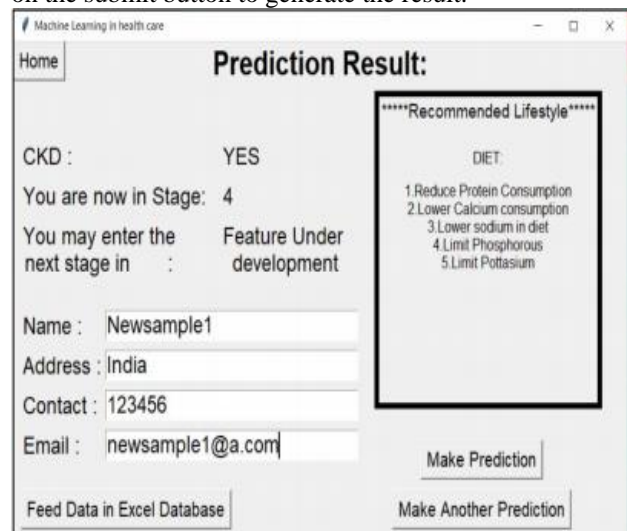 on the submit button to generate the result.
Machine Learning in health care
Home
Prediction Result:
CKD : YES
You are now in Stage: 4
You may enter the Feature Under
next stage in : development
*****Recommended Lifestyle*****
DIET:
1.Reduce Protein Consumption
2.Lower Calcium consumption
3.Lower sodium in diet
4.Limit Phosphorous
5.Limit Pottasium
Name : Newsample1
Address : India
Contact : 123456
Email : newsample1@a.com
Make Prediction
Feed Data in Excel Database
Make Another Prediction